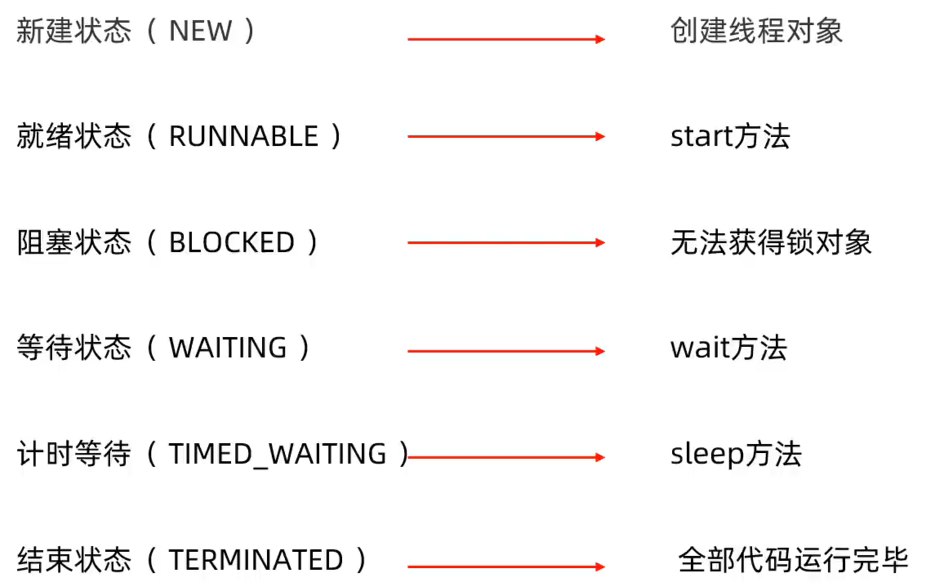 新建状态（ NEW ） 创建线程对象
就绪状态（ RUNNABLE ） start方法
阻塞状态（ BLOCKED ） 无法获得锁对象
等待状态（ WAITING ） wait方法
计时等待（ TIMED_WAITING ） sleep方法
结束状态（ TERMINATED ） 全部代码运行完毕